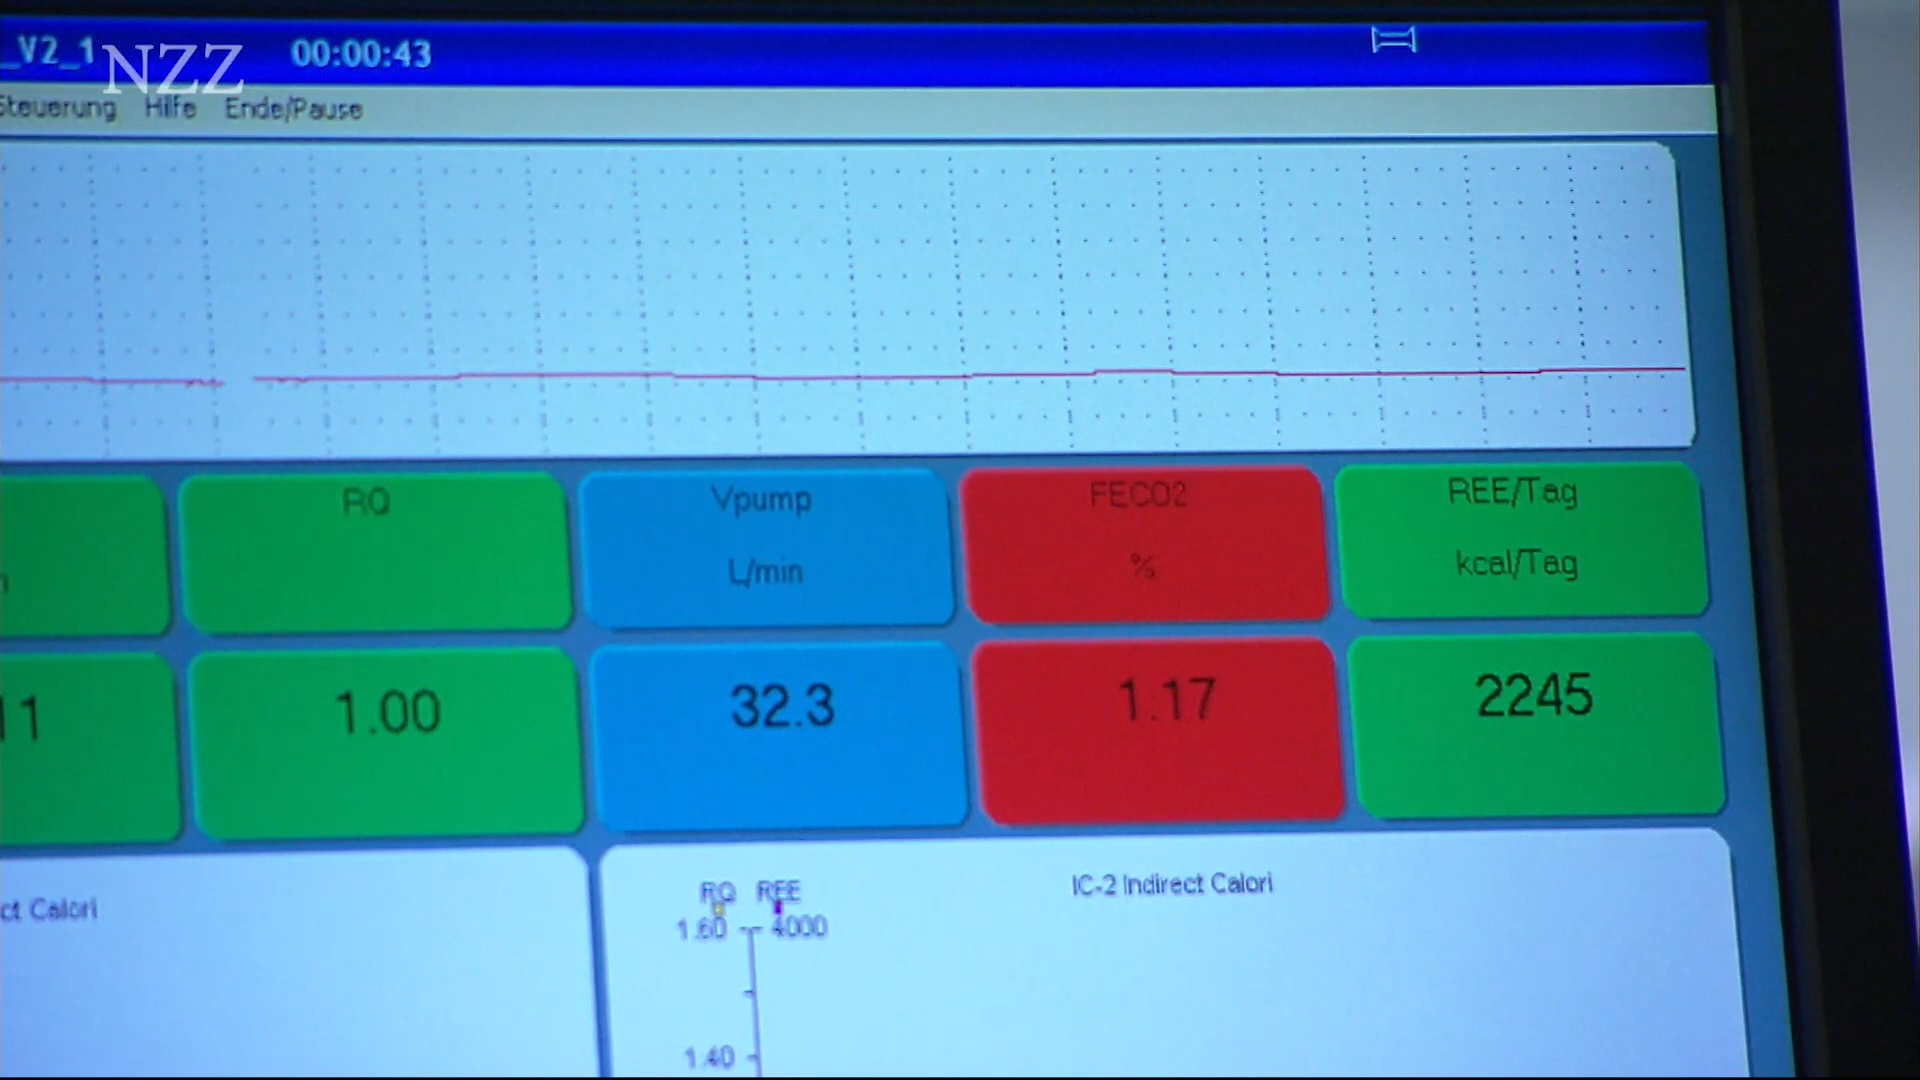 _V2_1 00:00:43
NZZ
Steuerung Hilfe Ende/Pause
RQ
Vpump
L/min
FECO2
%
REE/Tag
kcal/Tag
11
1.00
32.3
1.17
2245
ct Calori
IC-2 Indirect Calori
RQ REE
1.60 4000
1.40